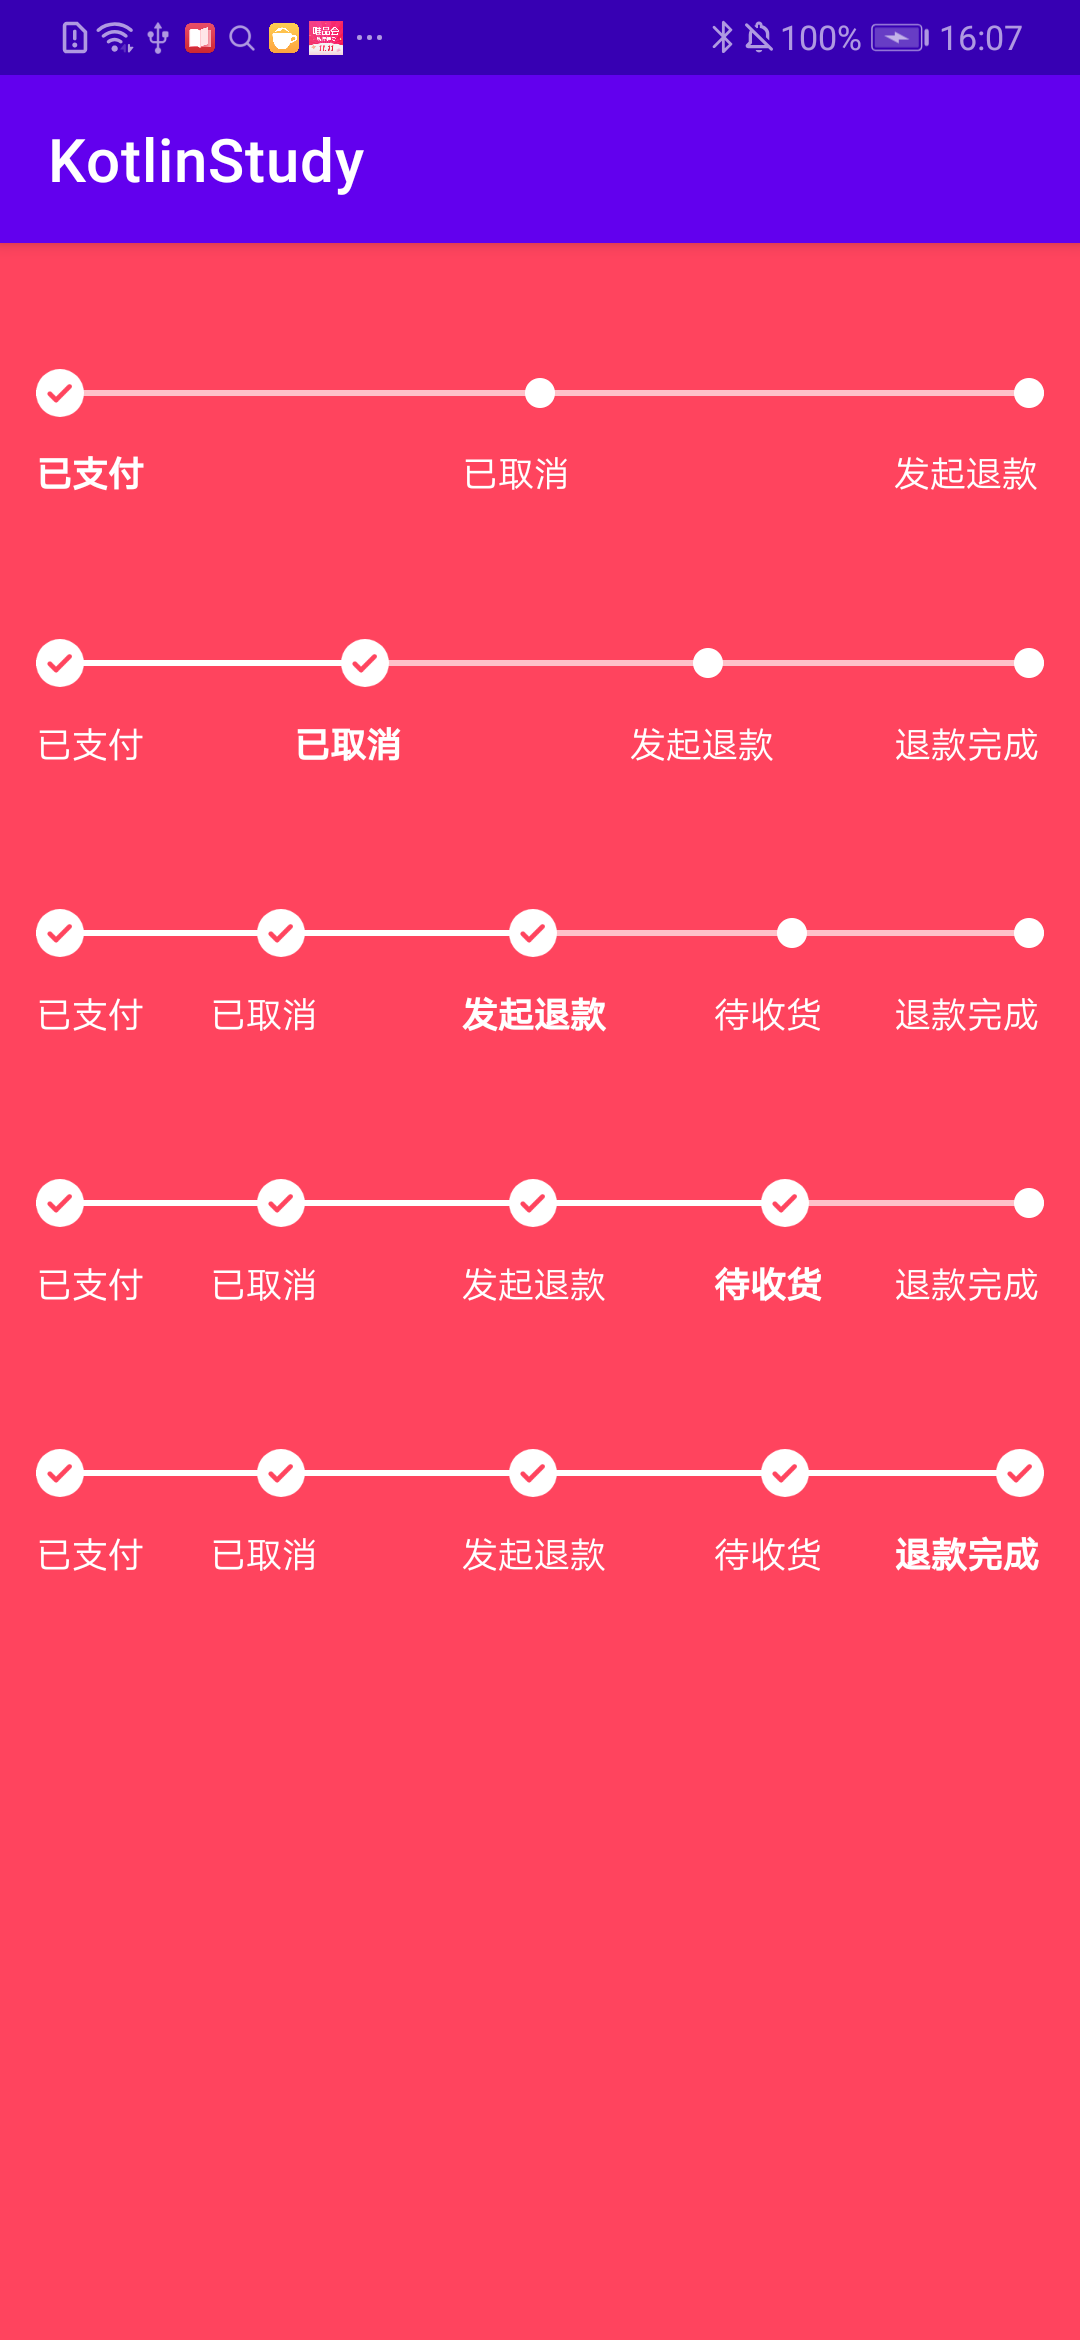 100% 16:07
唯品会
KotlinStudy
已支付 已取消 发起退款
已支付 已取消 发起退款 退款完成
已支付 已取消 发起退款 待收货 退款完成
已支付 已取消 发起退款 待收货 退款完成
已支付 已取消 发起退款 待收货 退款完成